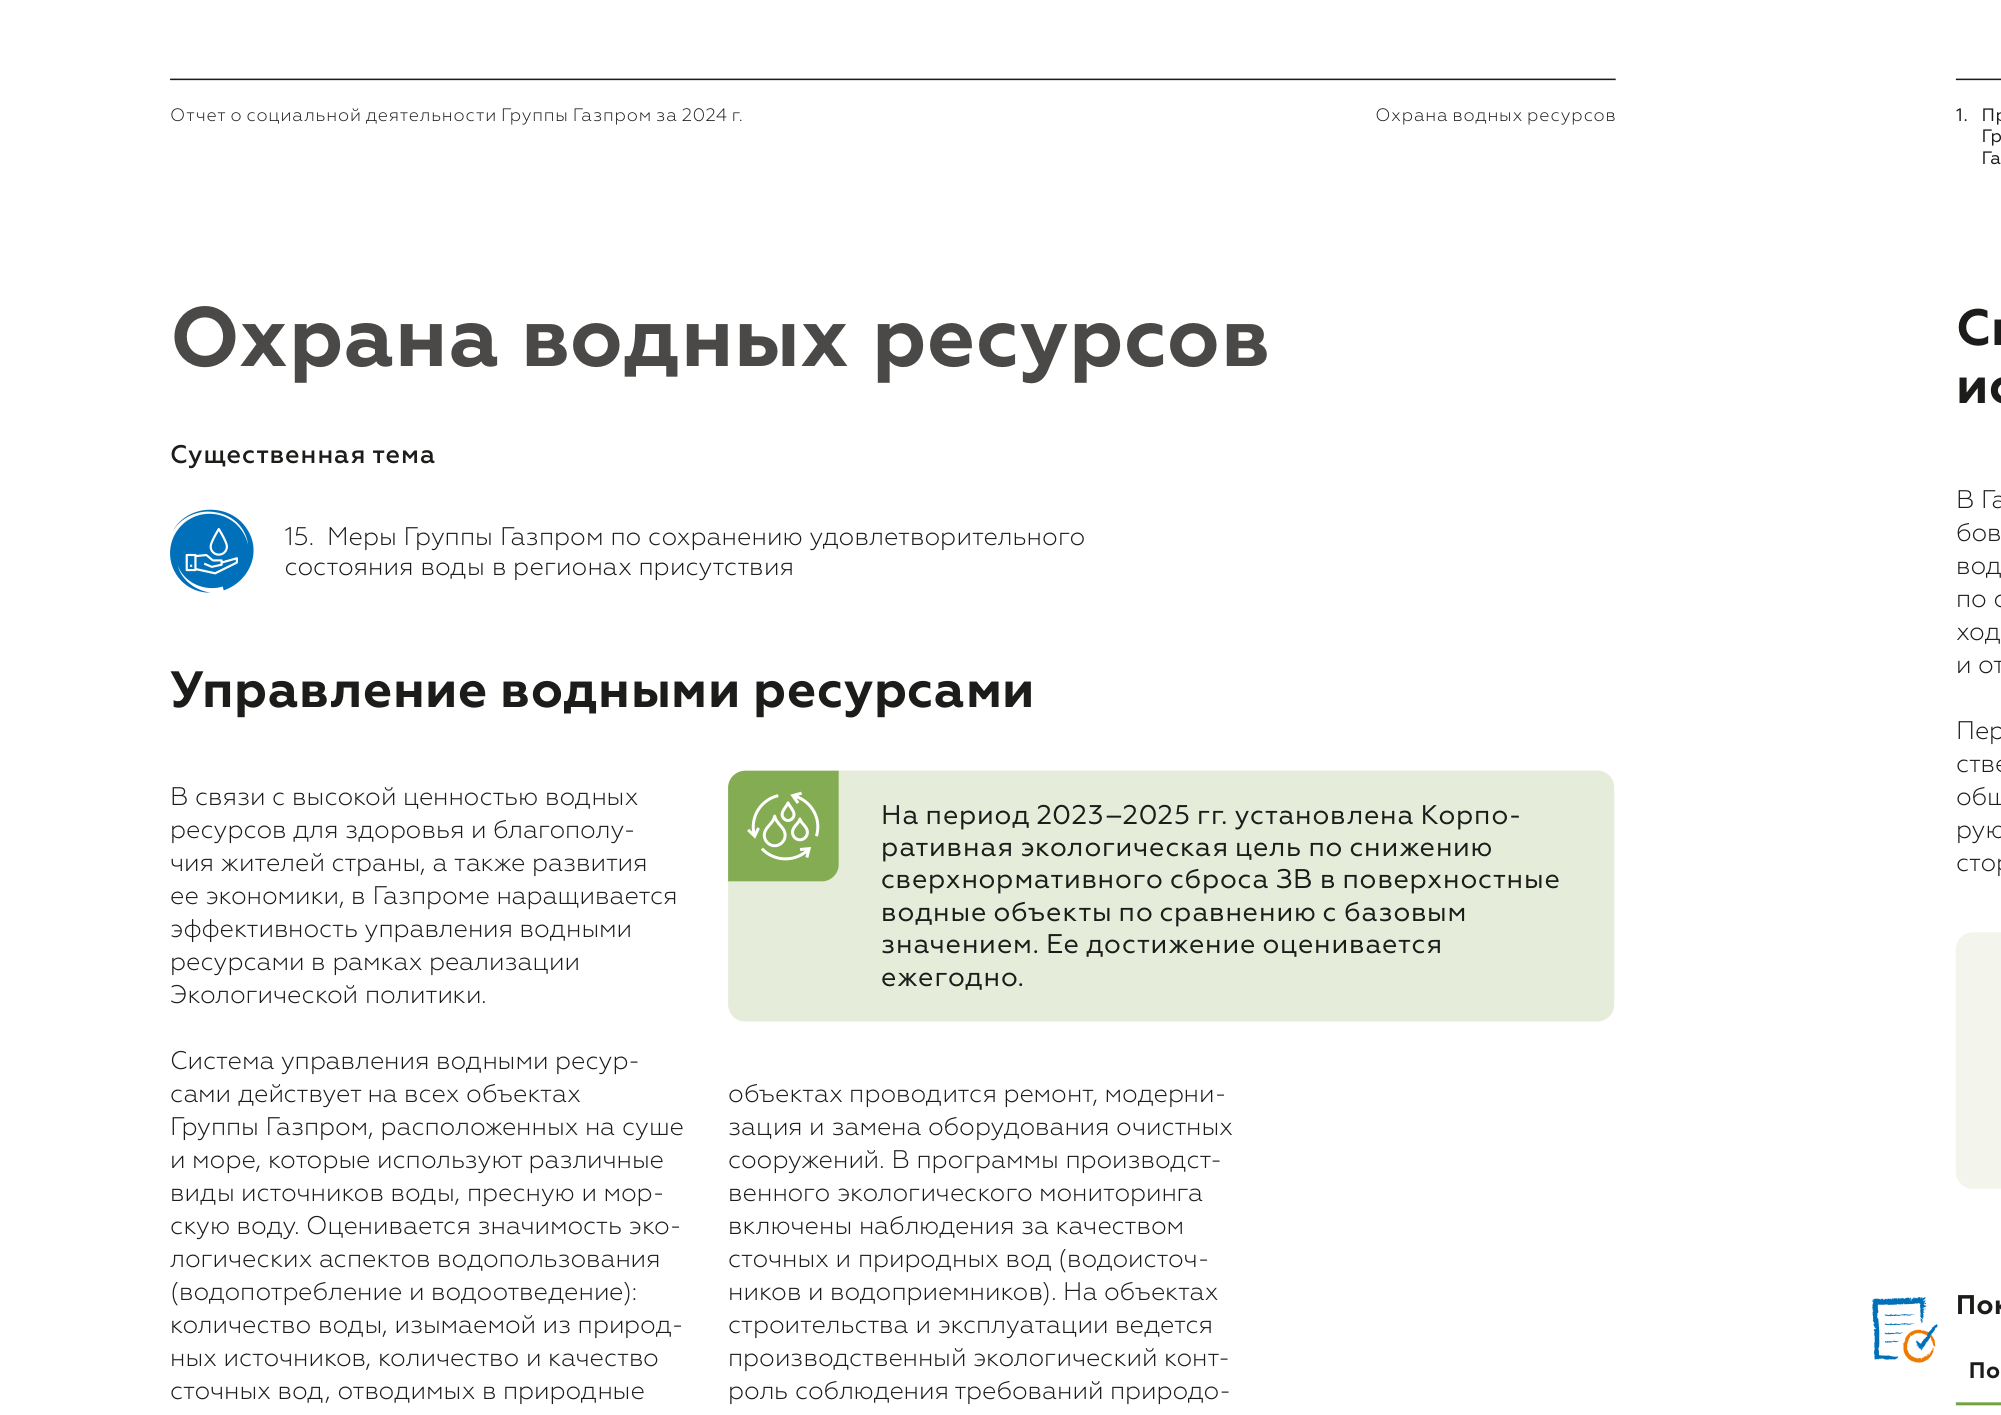 Отчет о социальной деятельности Группы Газпром за 2024 г.
Охрана водных ресурсов
Охрана водных ресурсов
Существенная тема
15. Меры Группы Газпром по сохранению удовлетворительного
состояния воды в регионах присутствия
Управление водными ресурсами
В связи с высокой ценностью водных
ресурсов для здоровья и благополу-
чия жителей страны, а также развития
ее экономики, в Газпроме наращивается
эффективность управления водными
ресурсами в рамках реализации
Экологической политики.
Система управления водными ресур-
сами действует на всех объектах
Группы Газпром, расположенных на суше
и море, которые используют различные
виды источников воды, пресную и мор-
скую воду. Оценивается значимость эко-
логических аспектов водопользования
(водопотребление и водоотведение):
количество воды, изымаемой из природ-
ных источников, количество и качество
сточных вод, отводимых в природные
На период 2023–2025 гг. установлена Корпо-
ративная экологическая цель по снижению
сверхнормативного сброса ЗВ в поверхностные
водные объекты по сравнению с базовым
значением. Ее достижение оценивается
ежегодно.
объектах проводится ремонт, модерни-
зация и замена оборудования очистных
сооружений. В программы производст-
венного экологического мониторинга
включены наблюдения за качеством
сточных и природных вод (водоисточ-
ников и водоприемников). На объектах
строительства и эксплуатации ведется
производственный экологический конт-
роль соблюдения требований природо-
1.
В
по
и